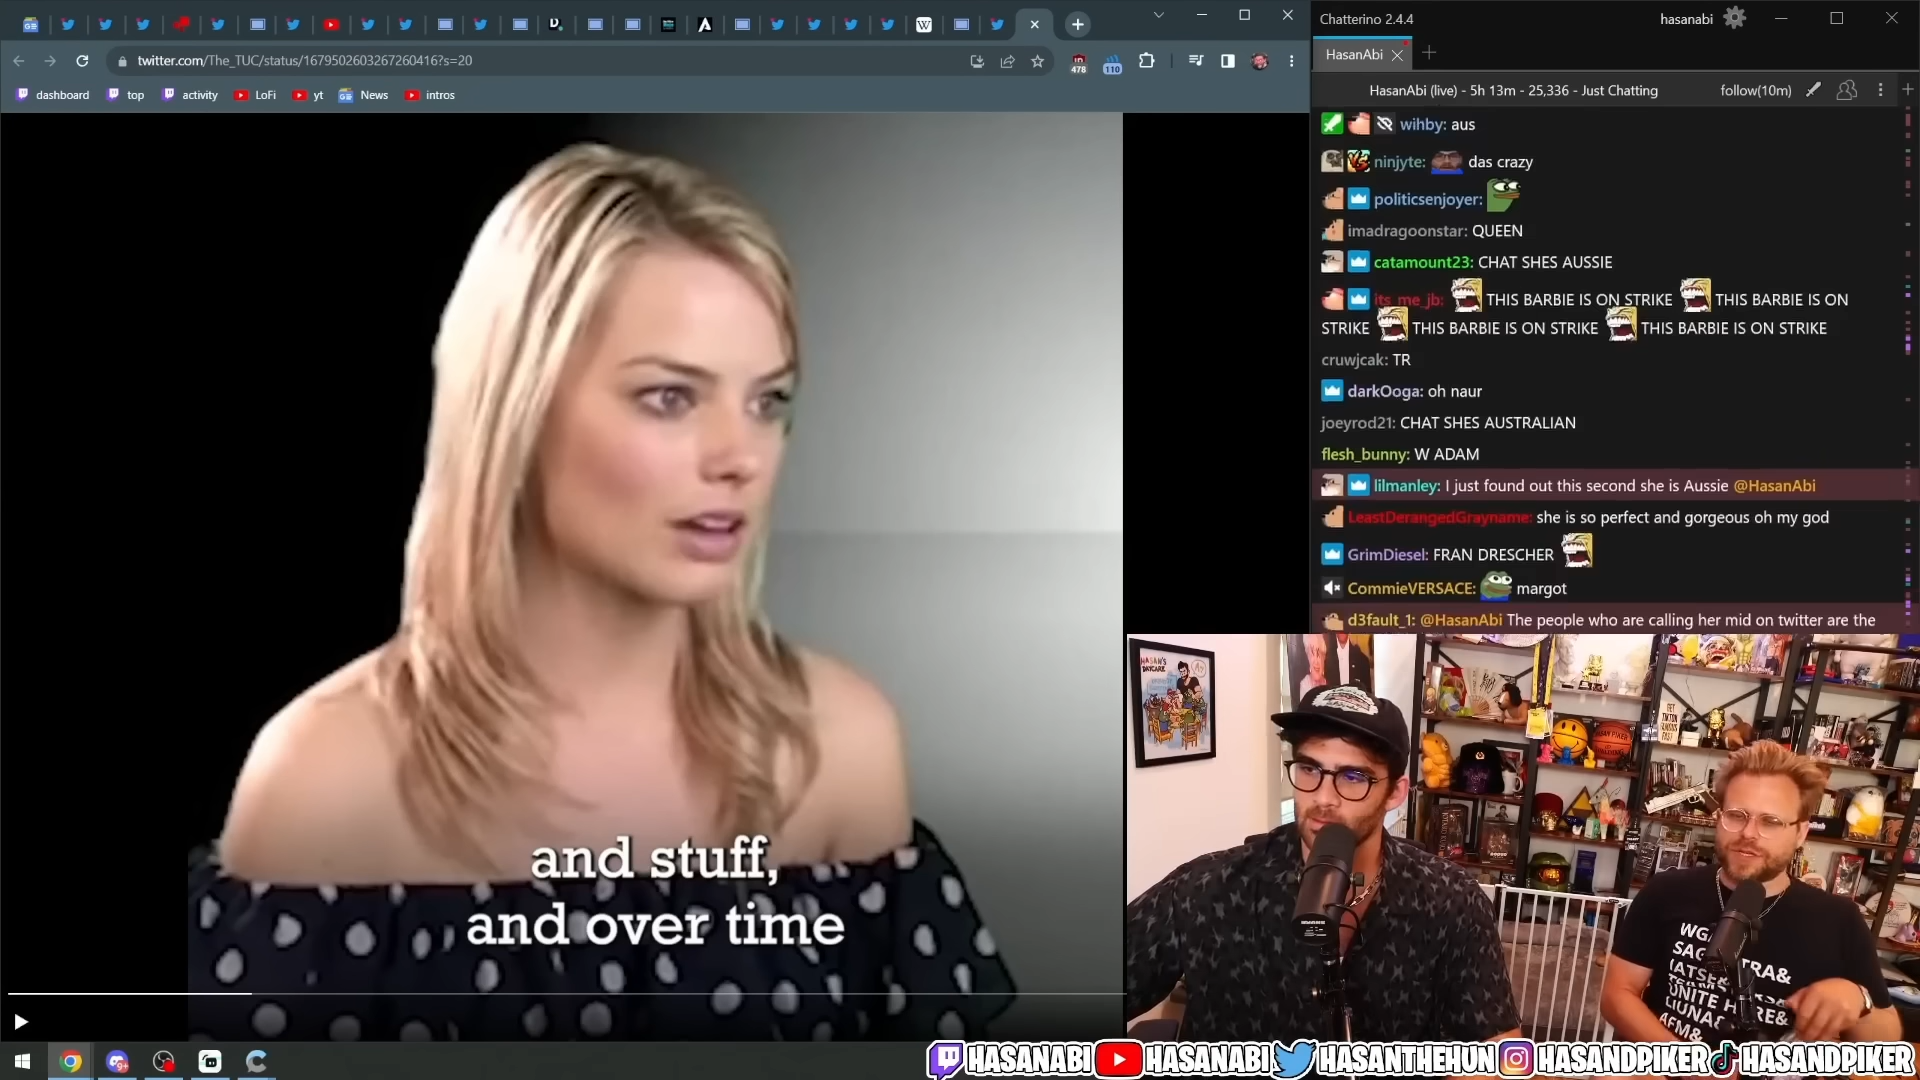 Chatterino 2.4.4
hasanabi
HasanAbi
twitter.com/The_TUC/status/1679502603267260416?s=20
478
110
dashboard
top
activity
LoFi
yt
News
intros
HasanAbi (live) - 5h 13m - 25,336 - Just Chatting
follow(10m)
wihby: aus
ninjyte: das crazy
politicsenjoyer:
imadragoonstar: QUEEN
catamount23: CHAT SHES AUSSIE
its_me_jb: THIS BARBIE IS ON STRIKE THIS BARBIE IS ON
STRIKE THIS BARBIE IS ON STRIKE THIS BARBIE IS ON STRIKE
cruwjcak: TR
darkOoga: oh naur
joeyrod21: CHAT SHES AUSTRALIAN
flesh_bunny: W ADAM
lilmanley: I just found out this second she is Aussie @HasanAbi
LeastDerangedGrayname: she is so perfect and gorgeous oh my god
GrimDiesel: FRAN DRESCHER
CommieVERSACE: margot
d3fault_1: @HasanAbi The people who are calling her mid on twitter are the
HASAN'S
DAYCARE
and stuff,
and over time
HASANABI
HASANABI
HASANTHEHUN
HASANDPIKER
HASANDPIKER